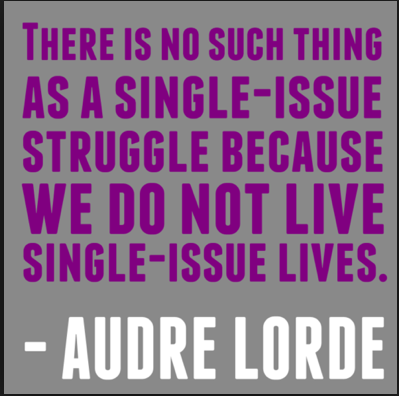 There is no such thing
as a single-issue
struggle because
we do not live
single-issue lives.
- Audre Lorde